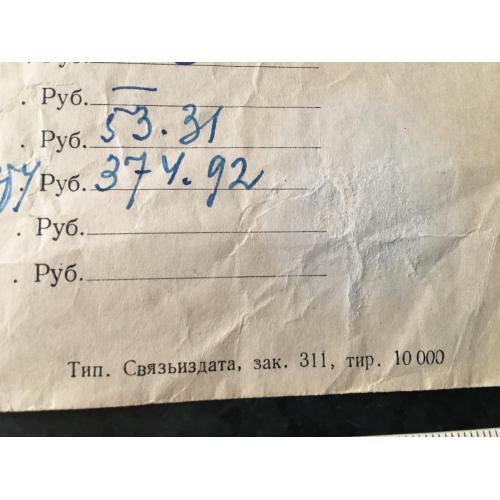 . Руб. —
. Руб. 53.31
. Руб. 374.92
. Руб.
. Руб.
Тип. Связьиздата, зак. 311, тир. 10 000